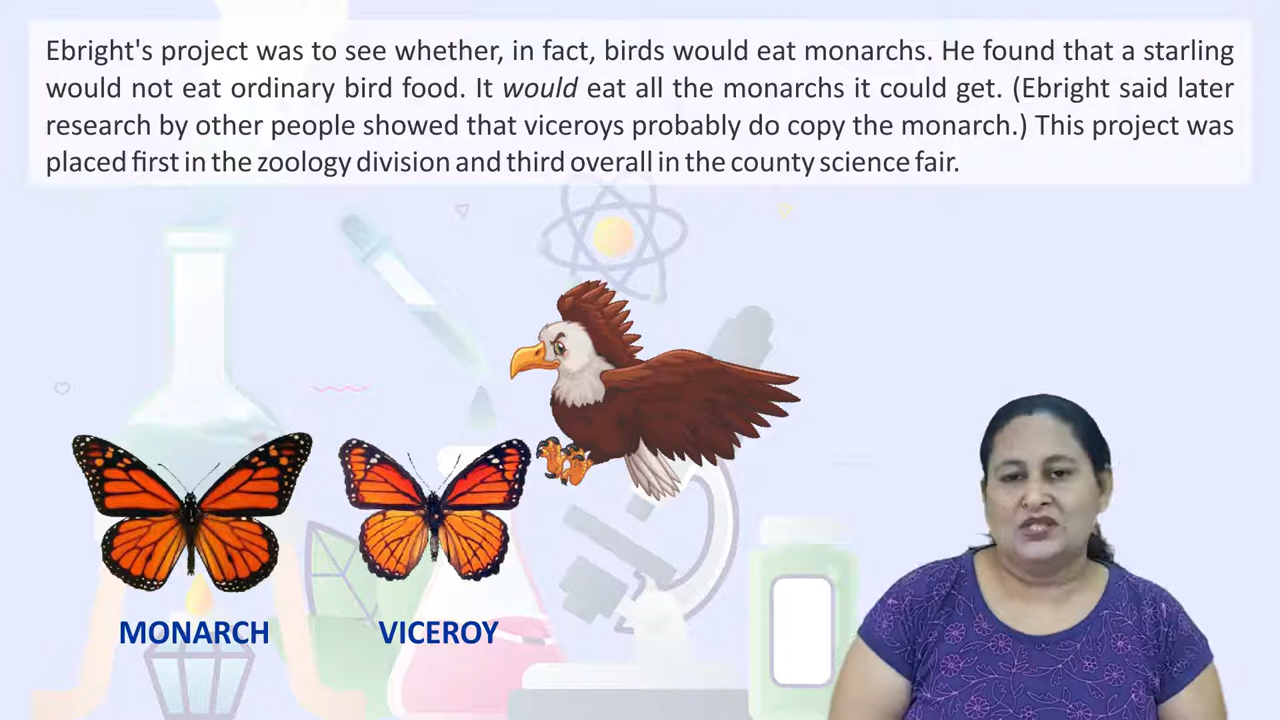 Ebright's project was to see whether, in fact, birds would eat monarchs. He found that a starling
would not eat ordinary bird food. It would eat all the monarchs it could get. (Ebright said later
research by other people showed that viceroys probably do copy the monarch.) This project was
placed first in the zoology division and third overall in the county science fair.
MONARCH
VICEROY